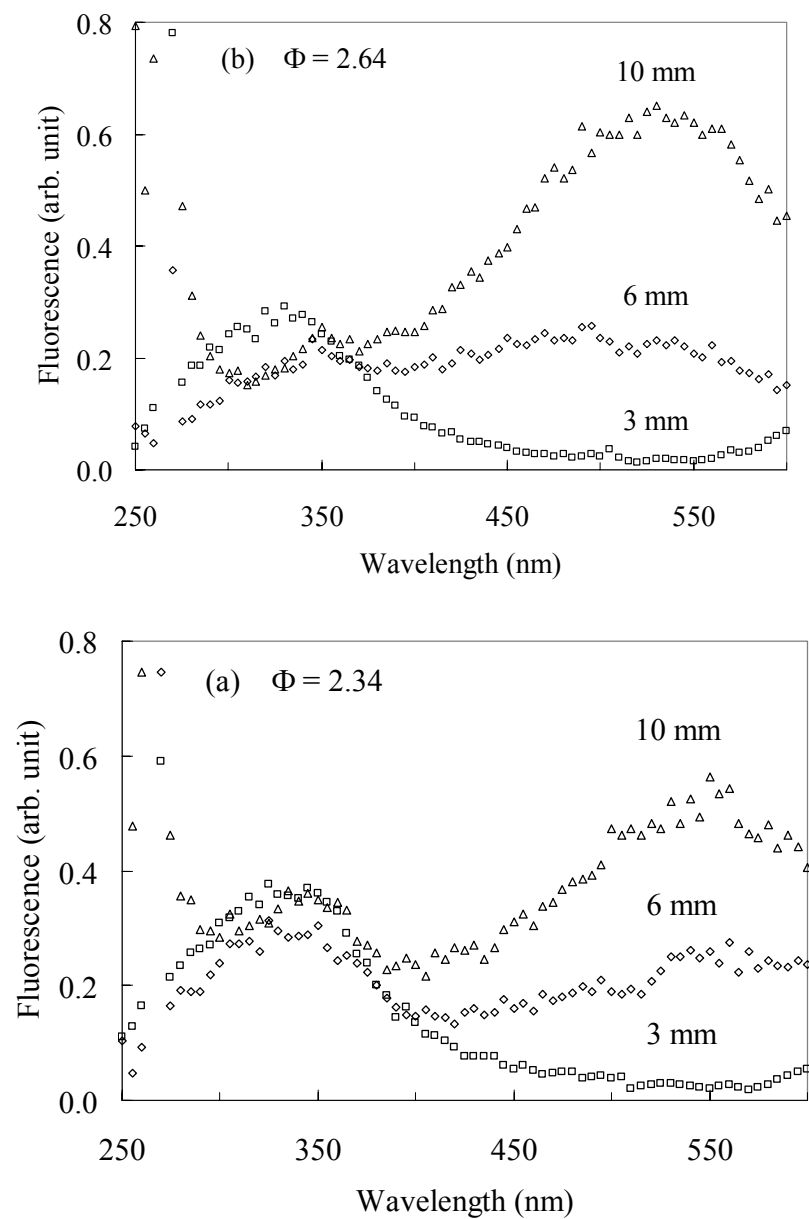 0.8
(b) Φ = 2.64
10 mm
0.6
Fluorescence (arb. unit)
0.4
6 mm
0.2
3 mm
0.0
250 350 450 550
Wavelength (nm)
0.8
(a) Φ = 2.34
10 mm
0.6
Fluorescence (arb. unit)
0.4
6 mm
0.2
3 mm
0.0
250 350 450 550
Wavelength (nm)